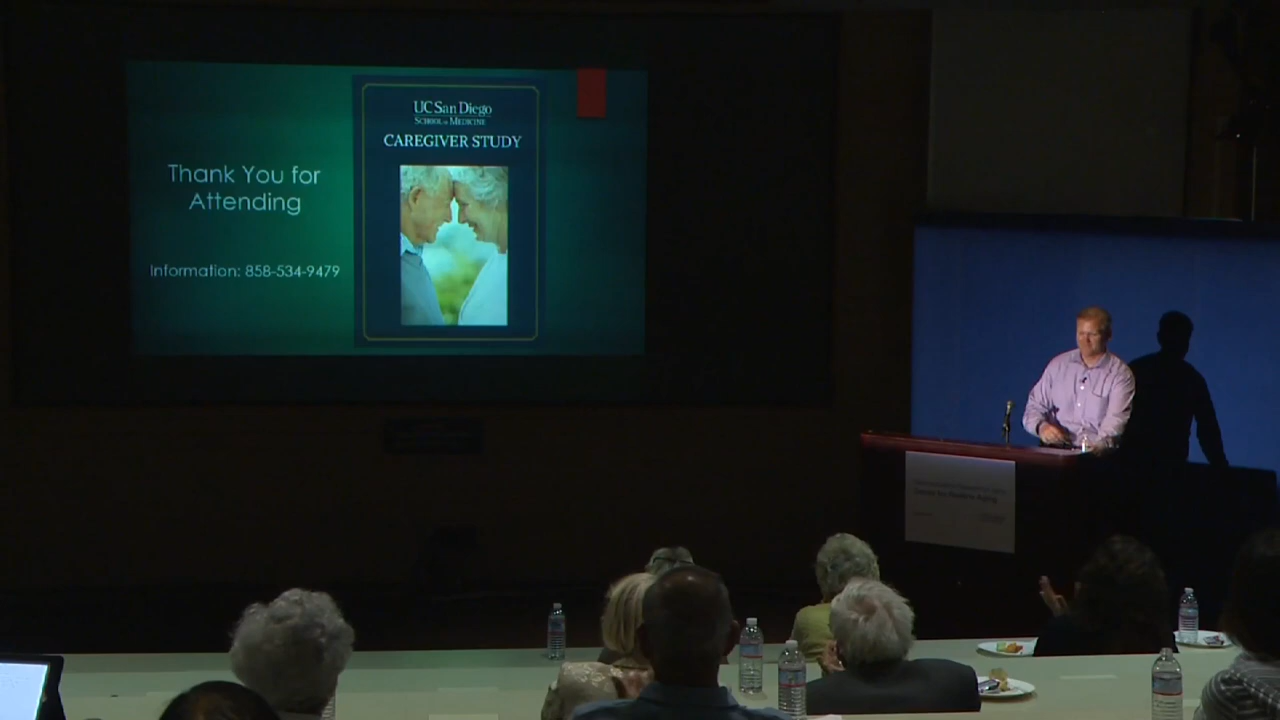 Thank You for
Attending
Information: 858-534-9479
UC San Diego
SCHOOL OF MEDICINE
CAREGIVER STUDY